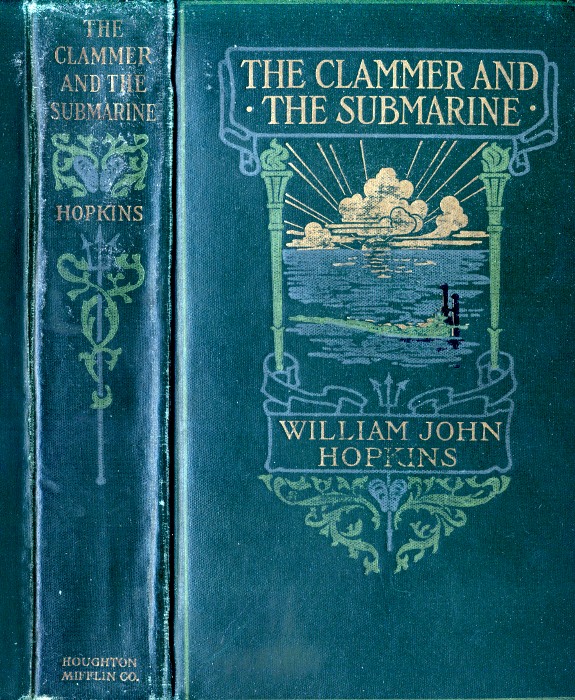 THE
CLAMMER
AND THE
SUBMARINE
HOPKINS
HOUGHTON
MIFFLIN CO.
THE CLAMMER AND
· THE SUBMARINE ·
WILLIAM JOHN
HOPKINS